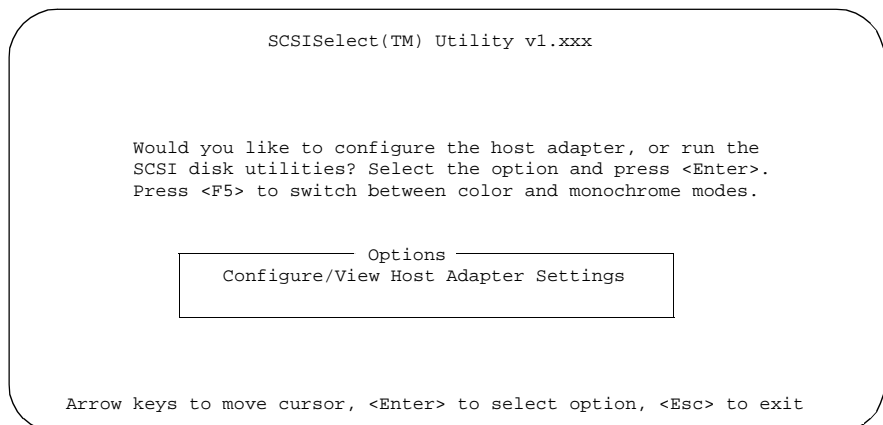 SCSISelect(TM) Utility v1.xxx
Would you like to configure the host adapter, or run the
SCSI disk utilities? Select the option and press <Enter>.
Press <F5> to switch between color and monochrome modes.
Options
Configure/View Host Adapter Settings
Arrow keys to move cursor, <Enter> to select option, <Esc> to exit